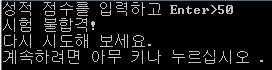 성적 점수를 입력하고 Enter>50
시험 불합격!
다시 시도해 보세요.
계속하려면 아무 키나 누르십시오 .